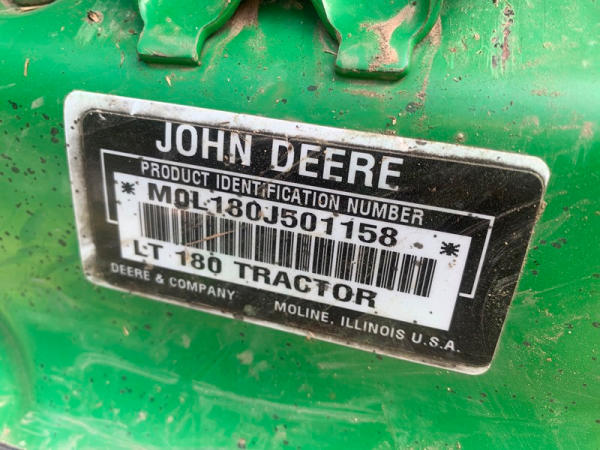 JOHN DEERE
PRODUCT IDENTIFICATION NUMBER
* M0L180J501158 *
LT 180 TRACTOR
DEERE & COMPANY MOLINE, ILLINOIS U.S.A.